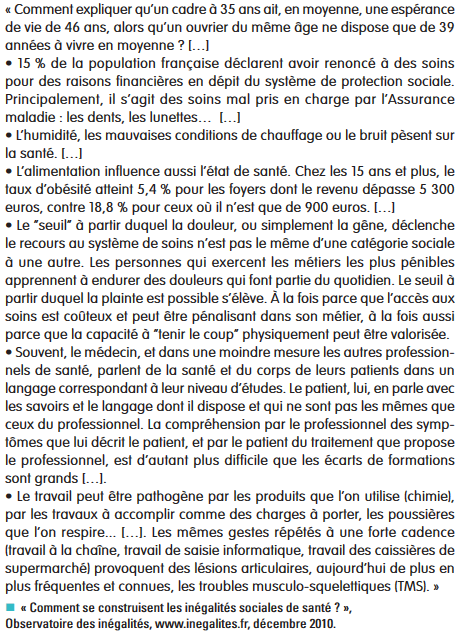 « Comment expliquer qu'un cadre à 35 ans ait, en moyenne, une espérance
de vie de 46 ans, alors qu'un ouvrier du même âge ne dispose que de 39
années à vivre en moyenne ? […]
• 15 % de la population française déclarent avoir renoncé à des soins
pour des raisons financières en dépit du système de protection sociale.
Principalement, il s'agit des soins mal pris en charge par l'Assurance
maladie : les dents, les lunettes… […]
• L'humidité, les mauvaises conditions de chauffage ou le bruit pèsent sur
la santé. […]
• L'alimentation influence aussi l'état de santé. Chez les 15 ans et plus, le
taux d'obésité atteint 5,4 % pour les foyers dont le revenu dépasse 5 300
euros, contre 18,8 % pour ceux où il n'est que de 900 euros. […]
• Le "seuil" à partir duquel la douleur, ou simplement la gêne, déclenche
le recours au système de soins n'est pas le même d'une catégorie sociale
à une autre. Les personnes qui exercent les métiers les plus pénibles
apprennent à endurer des douleurs qui font partie du quotidien. Le seuil
à partir duquel la plainte est possible s'élève. À la fois parce que l'accès aux
soins est coûteux et peut être pénalisant dans son métier, à la fois aussi
parce que la capacité à "tenir le coup" physiquement peut être valorisée.
• Souvent, le médecin, et dans une moindre mesure les autres profession-
nels de santé, parlent de la santé et du corps de leurs patients dans un
langage correspondant à leur niveau d'études. Le patient, lui, en parle avec
les savoirs et le langage dont il dispose et qui ne sont pas les mêmes que
ceux du professionnel. La compréhension par le professionnel des symp-
tômes que lui décrit le patient, et par le patient du traitement que propose
le professionnel, est d'autant plus difficile que les écarts de formations
sont grands […].
• Le travail peut être pathogène par les produits que l'on utilise (chimie),
par les travaux à accomplir comme des charges à porter, les poussières
que l'on respire... […]. Les mêmes gestes répétés à une forte cadence
(travail à la chaîne, travail de saisie informatique, travail des caissières de
supermarché) provoquent des lésions articulaires, aujourd'hui de plus en
plus fréquentes et connues, les troubles musculo-squelettiques (TMS). »
■ « Comment se construisent les inégalités sociales de santé ? »,
Observatoire des inégalités, www.inegalites.fr, décembre 2010.